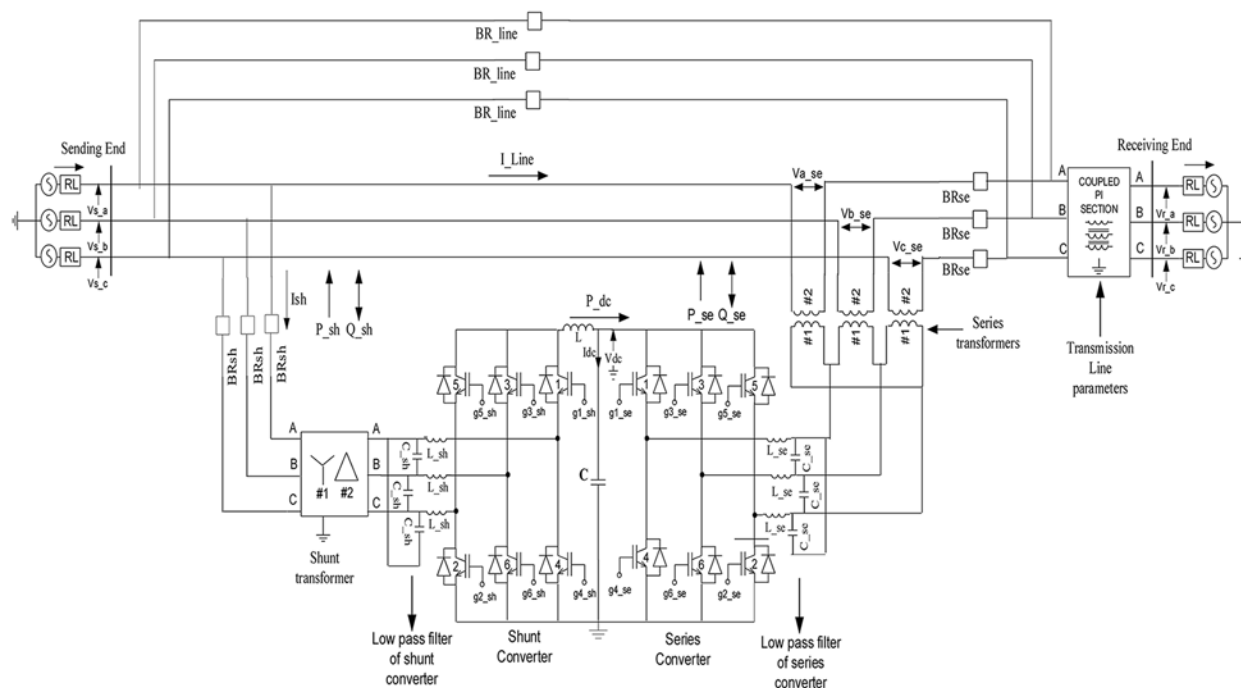 BR_line
BR_line
BR_line
Sending End
I_Line
Va_se
Vb_se
Vc_se
BRse
BRse
BRse
A
B
C
COUPLED
PI
SECTION
A
B
C
Receiving End
RL
RL
RL
Vs_a
Vs_b
Vs_c
Vr_a
Vr_b
Vr_c
RL
RL
RL
Ish
P_sh
Q_sh
P_dc
P_se
Q_se
#2
#2
#2
#1
#1
#1
Series
transformers
Transmission
Line
parameters
BRsh
BRsh
BRsh
L
Idc
Vdc
5
3
1
1
3
5
g5_sh
g3_sh
g1_sh
g1_se
g3_se
g5_se
A
B
C
#1
#2
A
B
C
C_sh
C_sh
C_sh
L_sh
L_sh
L_sh
C
L_se
L_se
L_se
C_se
C_se
C_se
Shunt
transformer
2
6
4
4
6
2
g2_sh
g6_sh
g4_sh
g4_se
g6_se
g2_se
Low pass filter
of shunt
converter
Shunt
Converter
Series
Converter
Low pass filter
of series
converter